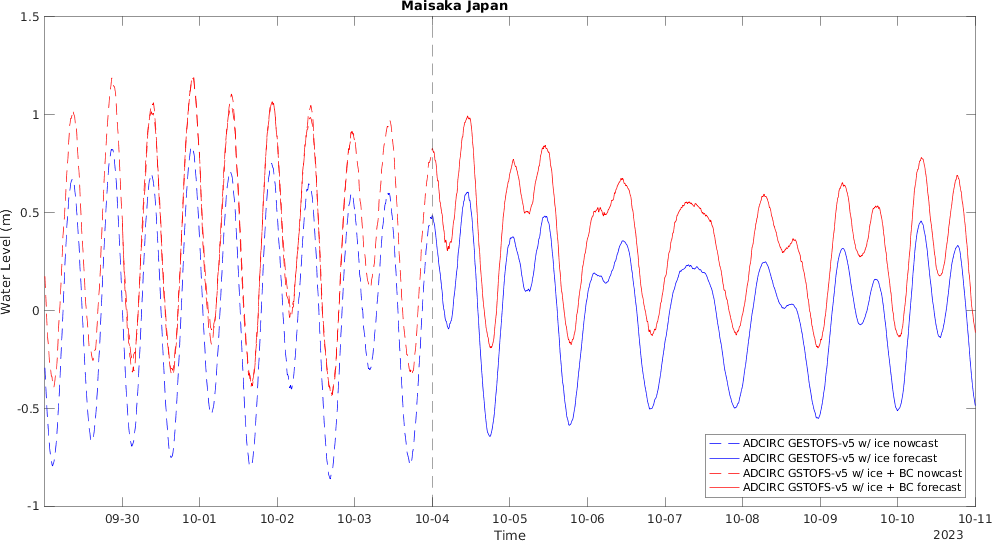 Maisaka Japan
1.5
1
0.5
0
-0.5
-1
Water Level (m)
ADCIRC GESTOFS-v5 w/ ice nowcast
ADCIRC GESTOFS-v5 w/ ice forecast
ADCIRC GSTOFS-v5 w/ ice + BC nowcast
ADCIRC GSTOFS-v5 w/ ice + BC forecast
09-30 10-01 10-02 10-03 10-04 10-05 10-06 10-07 10-08 10-09 10-10 10-11
Time
2023